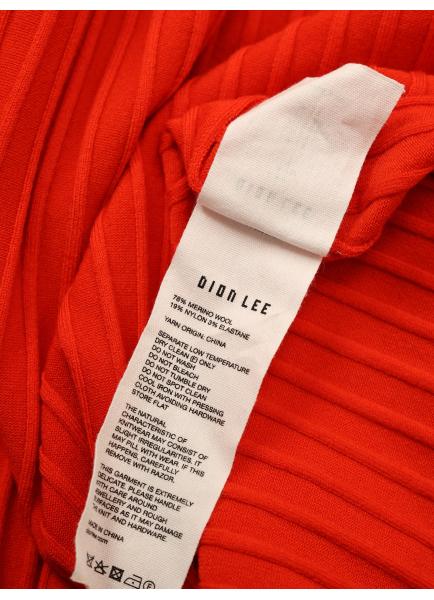 DION LEE
DION LEE
78% MERINO WOOL
19% NYLON 3% ELASTANE
YARN ORIGIN: CHINA
SEPARATE LOW TEMPERATURE
DRY CLEAN (E) ONLY
DO NOT WASH
DO NOT BLEACH
DO NOT TUMBLE DRY
DO NOT SPOT CLEAN
COOL IRON WITH PRESSING
CLOTH AVOIDING HARDWARE
STORE FLAT
THE NATURAL
CHARACTERISTIC OF
KNITWEAR MAY CONSIST OF
SLIGHT IRREGULARITIES. IT
MAY PILL WITH WEAR. IF THIS
HAPPENS, CAREFULLY
REMOVE WITH RAZOR.
THIS GARMENT IS EXTREMELY
DELICATE. PLEASE HANDLE
WITH CARE AROUND
JEWELLERY AND ROUGH
SURFACES AS IT MAY DAMAGE
THE KNIT AND HARDWARE.
MADE IN CHINA